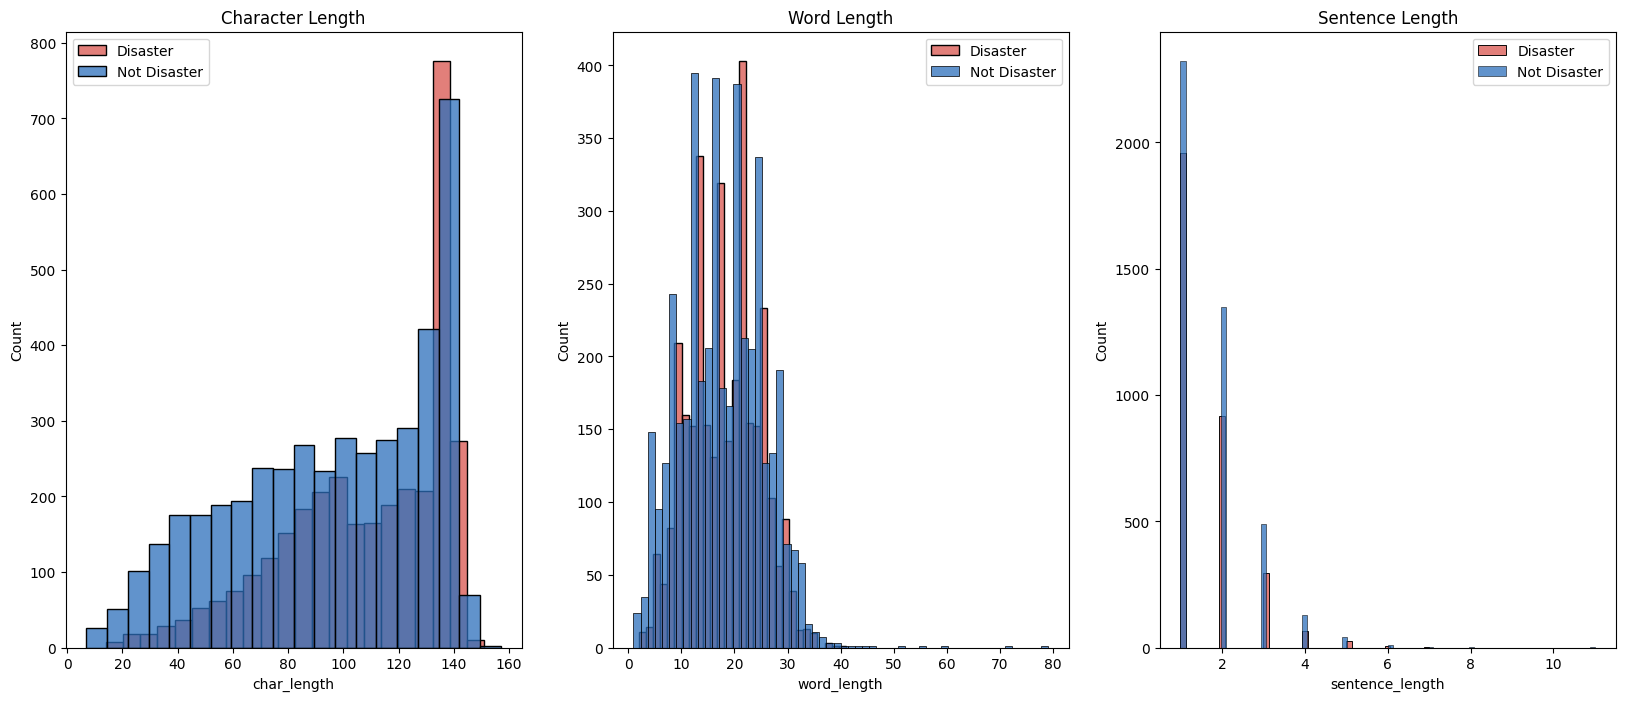 Character Length
800
700
600
500
400
300
200
100
0
Count
Disaster
Not Disaster
0 20 40 60 80 100 120 140 160
char_length
Word Length
400
350
300
250
200
150
100
50
0
Count
Disaster
Not Disaster
0 10 20 30 40 50 60 70 80
word_length
Sentence Length
2000
1500
1000
500
0
Count
Disaster
Not Disaster
2 4 6 8 10
sentence_length